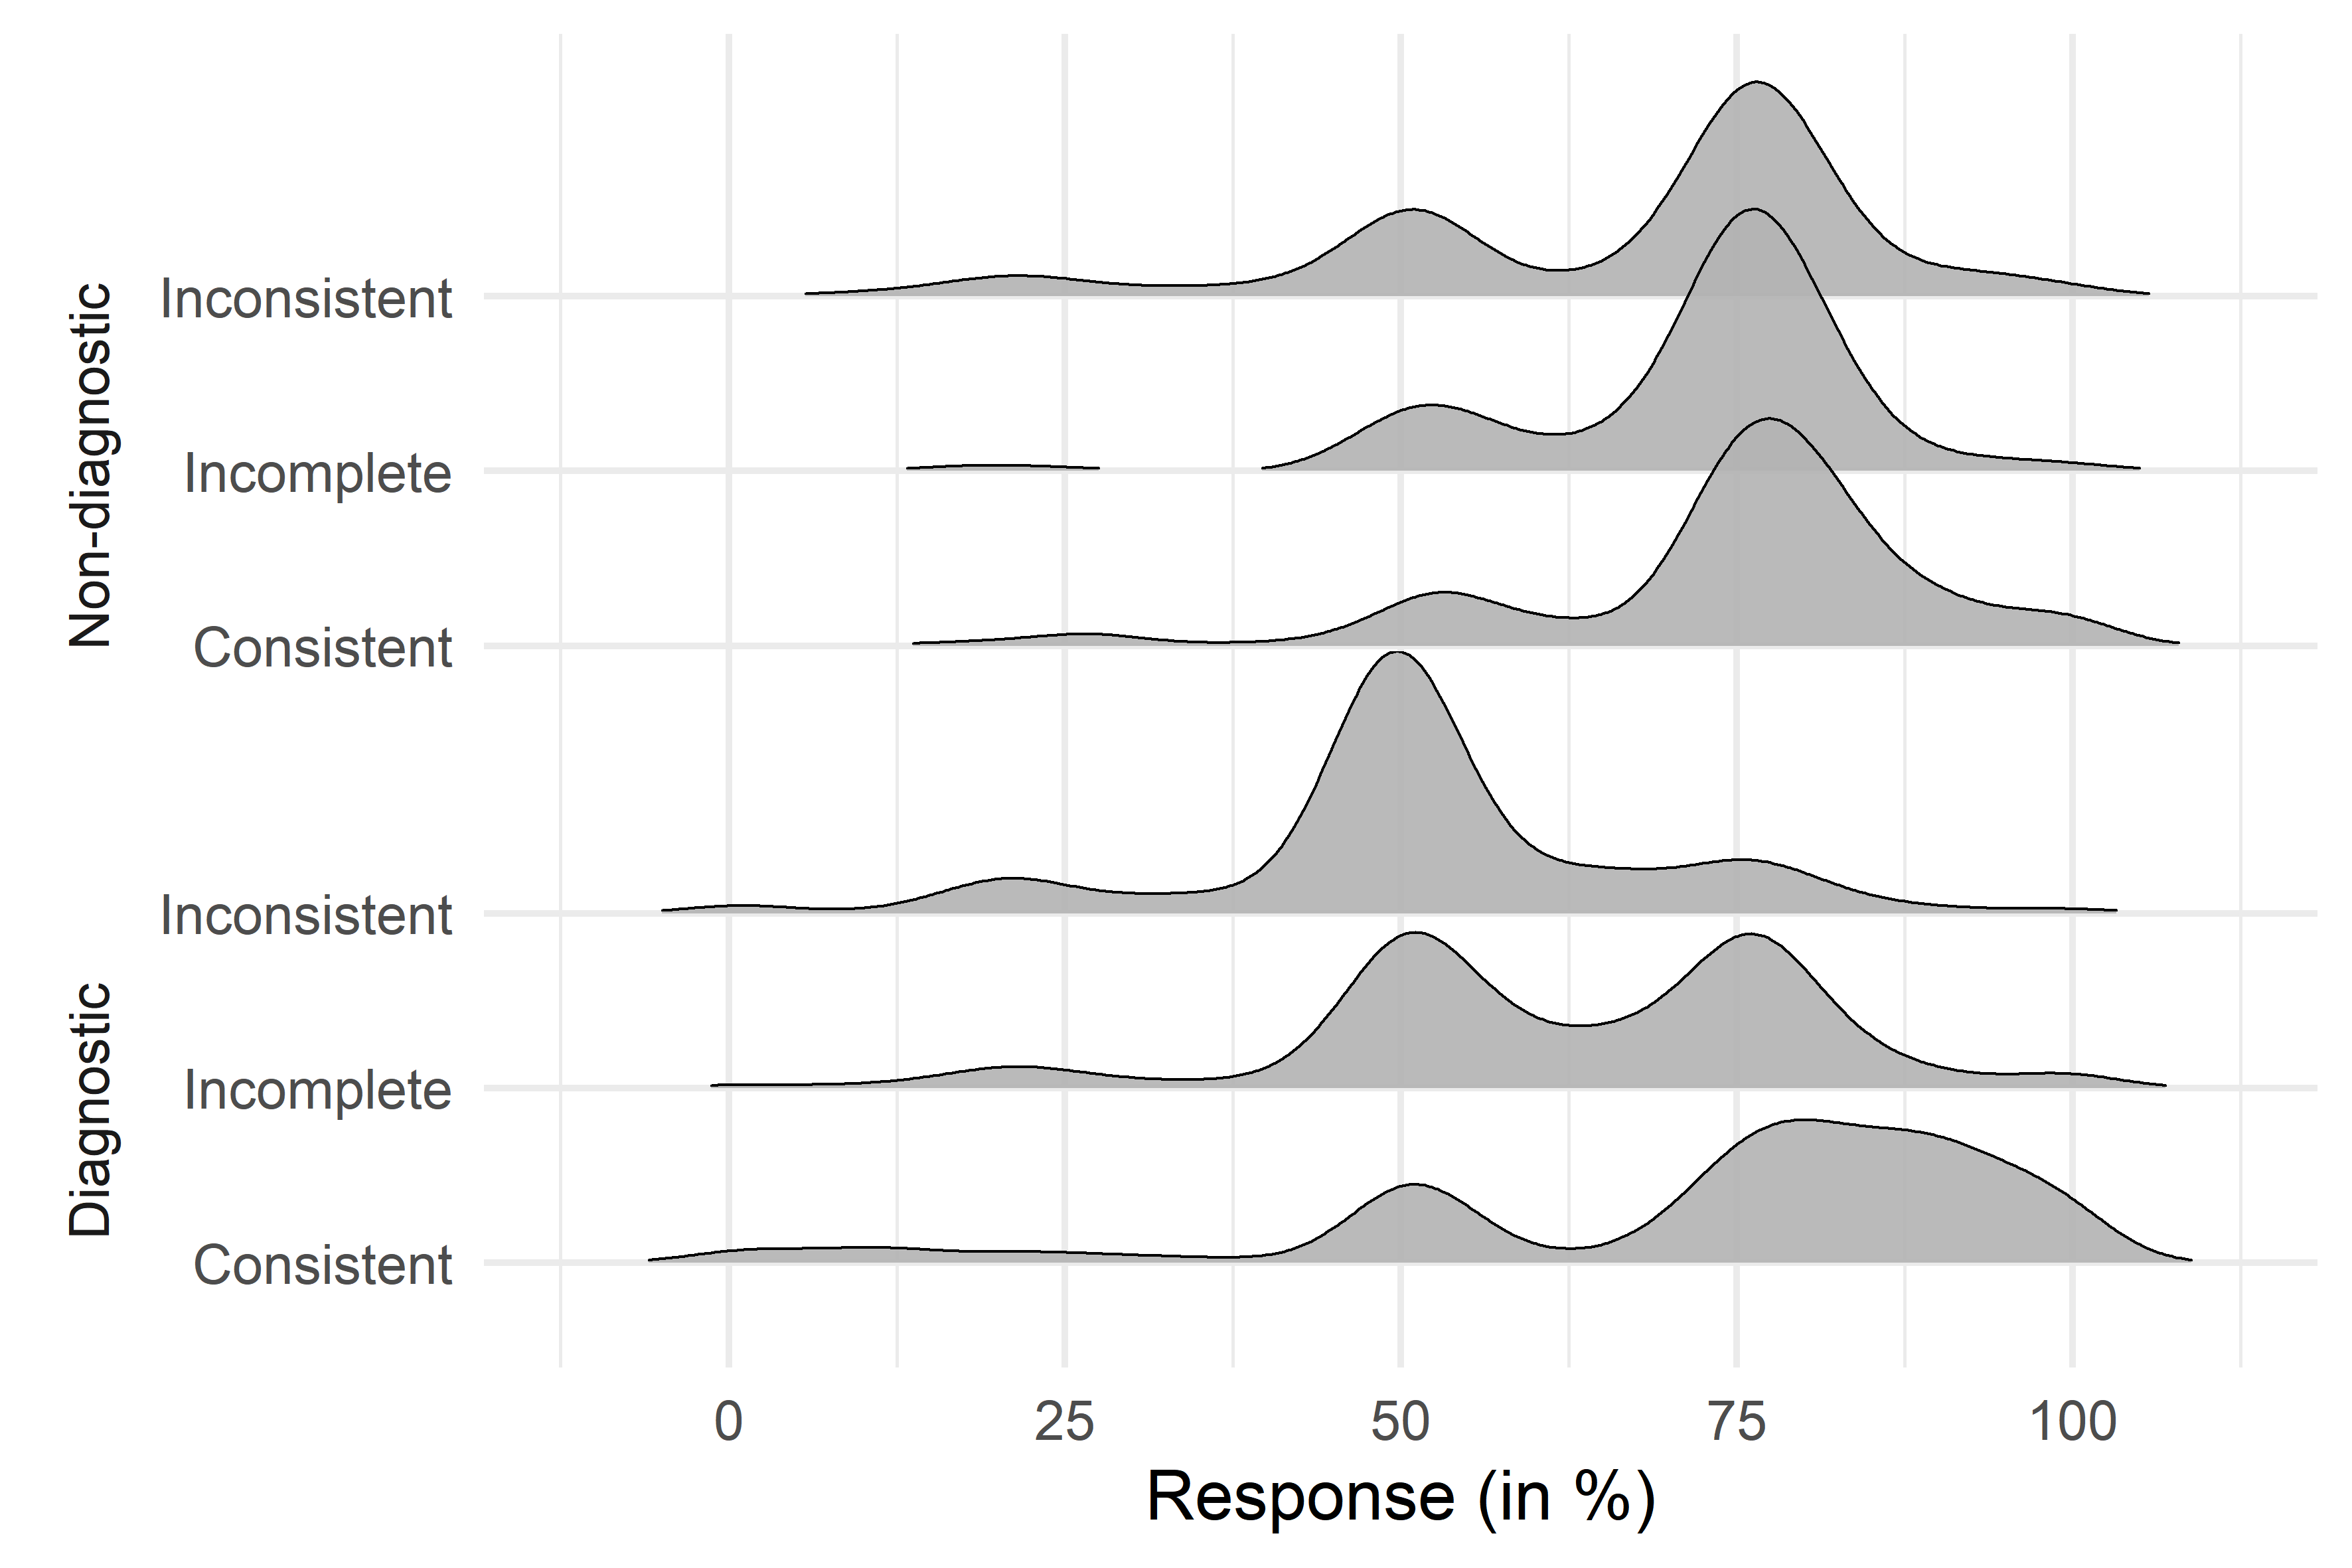 Non-diagnostic
Inconsistent
Incomplete
Consistent
Diagnostic
Inconsistent
Incomplete
Consistent
0 25 50 75 100
Response (in %)